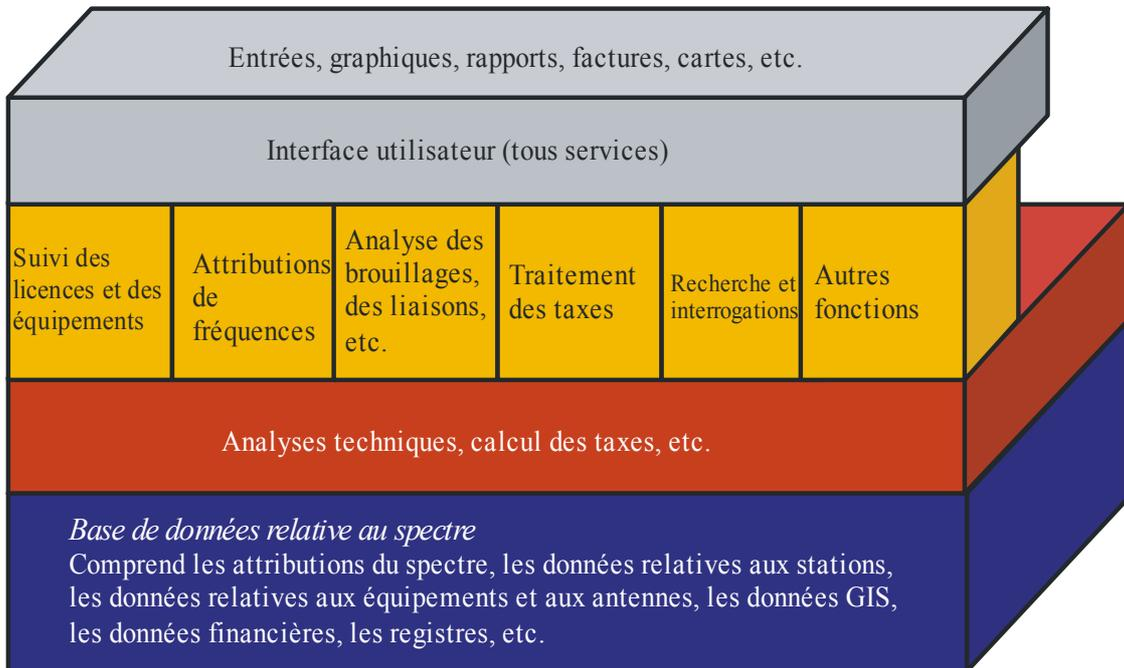 Entrées, graphiques, rapports, factures, cartes, etc.
Interface utilisateur (tous services)
Suivi des
licences et des
équipements
Attributions
de
fréquences
Analyse des
brouillages,
des liaisons,
etc.
Traitement
des taxes
Recherche et
interrogations
Autres
fonctions
Analyses techniques, calcul des taxes, etc.
Base de données relative au spectre
Comprend les attributions du spectre, les données relatives aux stations,
les données relatives aux équipements et aux antennes, les données GIS,
les données financières, les registres, etc.